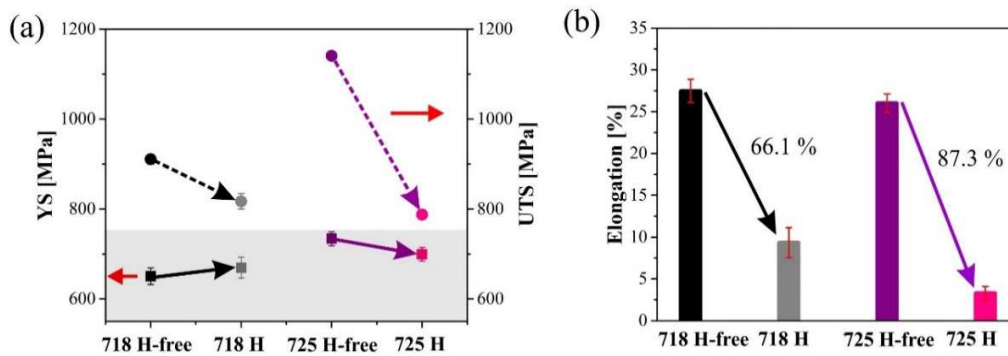 (a)
1200
1000
800
600
YS [MPa]
1200
1000
800
600
UTS [MPa]
718 H-free
718 H
725 H-free
725 H
(b)
35
30
25
20
15
10
5
0
Elongation [%]
66.1 %
87.3 %
718 H-free
718 H
725 H-free
725 H